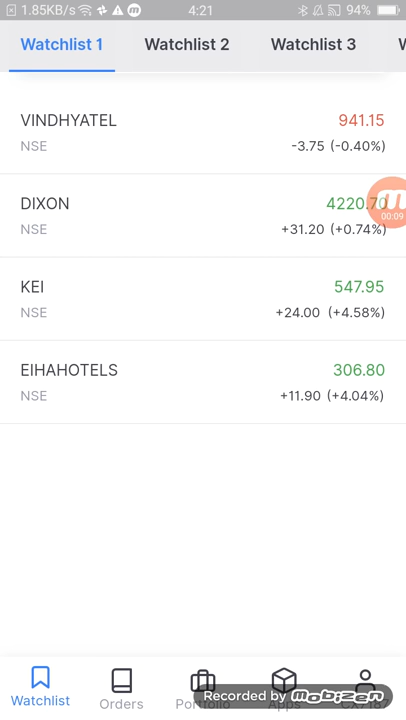 1.85KB/s 4:21 94%
Watchlist 1 Watchlist 2 Watchlist 3 W
VINDHYATEL 941.15
NSE -3.75 (-0.40%)
DIXON 4220.70
NSE +31.20 (+0.74%)
00:09
KEI 547.95
NSE +24.00 (+4.58%)
EIHAHOTELS 306.80
NSE +11.90 (+4.04%)
Watchlist Orders Portfolio Apps
Recorded by mobizen